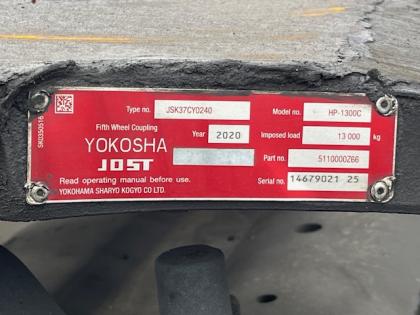 Type no. JSK37CY0240
Model no. HP-1300C
Fifth Wheel Coupling
Year 2020
Imposed load 13 000 kg
YOKOSHA
JOST
Part no. 5110000Z66
Serial no. 14679021 25
Read operating manual before use.
YOKOHAMA SHARYO KOGYO CO LTD.
SK0350516